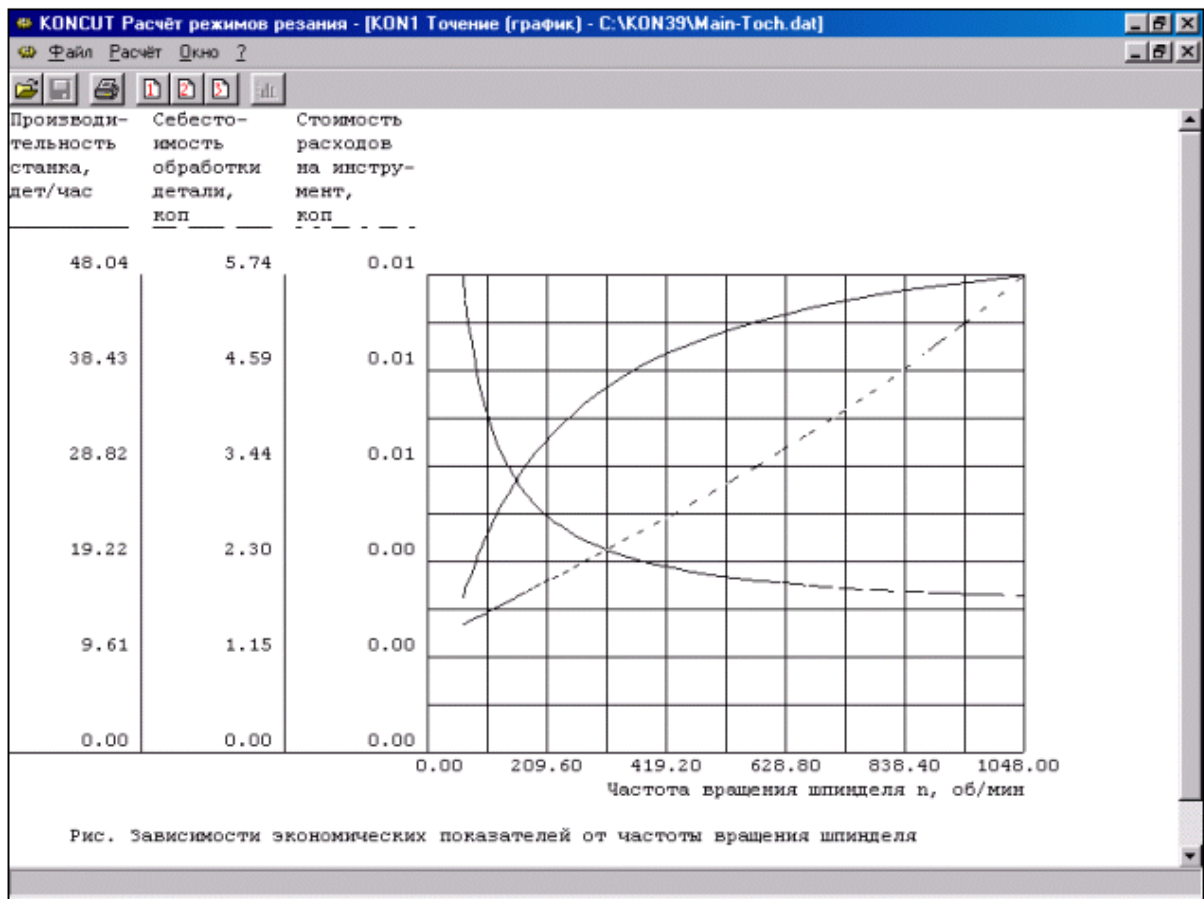 KONCUT Расчёт режимов резания - [KON1 Точение (график) - C:\KON39\Main-Toch.dat]
Файл Расчёт Окно ?
1 2 3
Производи- Себесто- Стоимость
тельность имость расходов
станка, обработки на инстру-
дет/час детали, мент,
коп коп
48.04 5.74 0.01
38.43 4.59 0.01
28.82 3.44 0.01
19.22 2.30 0.00
9.61 1.15 0.00
0.00 0.00 0.00
0.00 209.60 419.20 628.80 838.40 1048.00
Частота вращения шпинделя n, об/мин
Рис. Зависимости экономических показателей от частоты вращения шпинделя